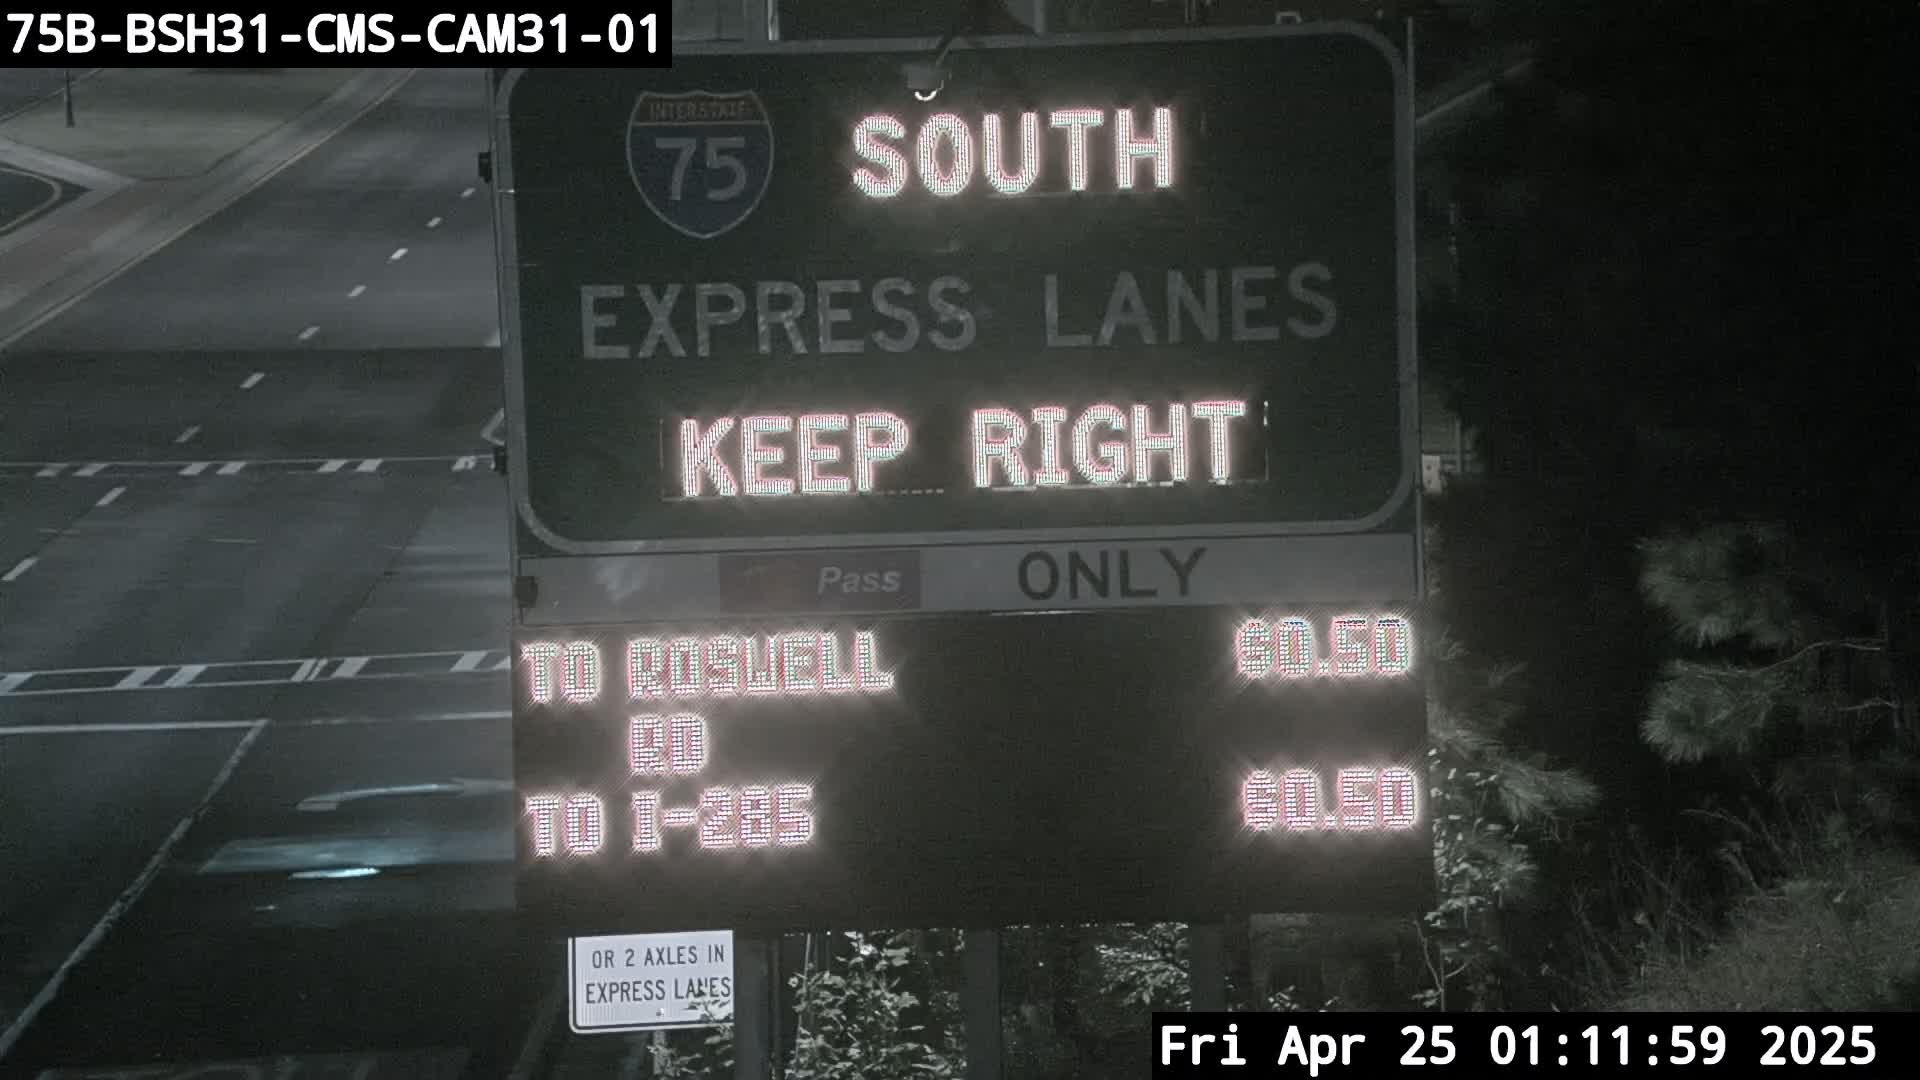 75B-BSH31-CMS-CAM31-01
INTERSTATE
75
SOUTH
EXPRESS LANES
KEEP RIGHT
Pass ONLY
TO ROSWELL $0.50
RD
TO I-285 $0.50
OR 2 AXLES IN
EXPRESS LANES
Fri Apr 25 01:11:59 2025